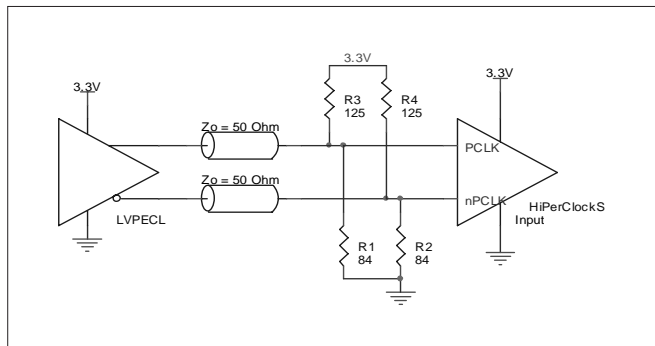 3.3V
3.3V
3.3V
R3
125
R4
125
Zo = 50 Ohm
PCLK
Zo = 50 Ohm
nPCLK
HiPerClockS
Input
LVPECL
R1
84
R2
84